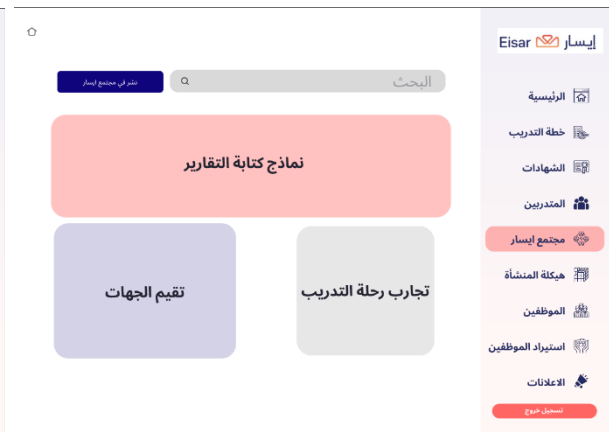 إيسار Eisar
الرئيسية
خطة التدريب
الشهادات
المتدربين
مجتمع ايسار
هيكلة المنشأة
الموظفين
استيراد الموظفين
الاعلانات
تسجيل خروج
البحث
نشر في مجتمع ايسار
نماذج كتابة التقارير
تجارب رحلة التدريب
تقيم الجهات